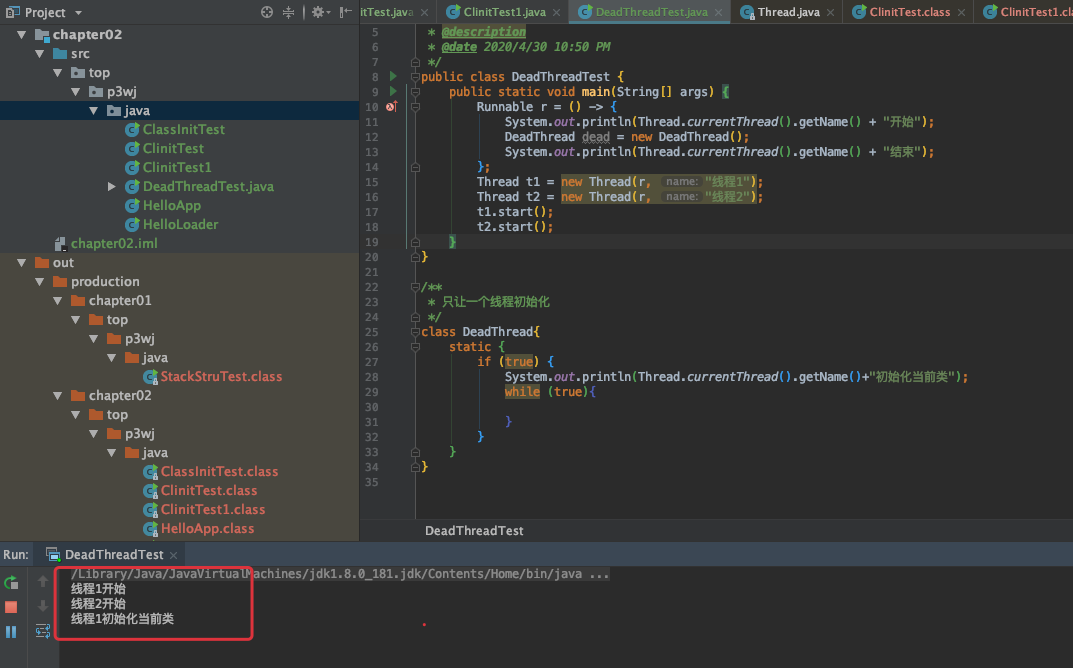 Project
itTest.java
ClinitTest1.java
DeadThreadTest.java
Thread.java
ClinitTest.class
ClinitTest1.cl
chapter02
src
top
p3wj
java
ClassInitTest
ClinitTest
ClinitTest1
DeadThreadTest.java
HelloApp
HelloLoader
chapter02.iml
out
production
chapter01
top
p3wj
java
StackStruTest.class
chapter02
top
p3wj
java
ClassInitTest.class
ClinitTest.class
ClinitTest1.class
HelloApp.class
5 * @description
6 * @date 2020/4/30 10:50 PM
7 */
8 public class DeadThreadTest {
9 public static void main(String[] args) {
10 Runnable r = () -> {
11 System.out.println(Thread.currentThread().getName() + "开始");
12 DeadThread dead = new DeadThread();
13 System.out.println(Thread.currentThread().getName() + "结束");
14 };
15 Thread t1 = new Thread(r, name: "线程1");
16 Thread t2 = new Thread(r, name: "线程2");
17 t1.start();
18 t2.start();
19 }
20 }
21
22 /**
23 * 只让一个线程初始化
24 */
25 class DeadThread{
26 static {
27 if (true) {
28 System.out.println(Thread.currentThread().getName()+"初始化当前类");
29 while (true){
30
31 }
32 }
33 }
34 }
35
DeadThreadTest
Run: DeadThreadTest
/Library/Java/JavaVirtualMachines/jdk1.8.0_181.jdk/Contents/Home/bin/java ...
线程1开始
线程2开始
线程1初始化当前类